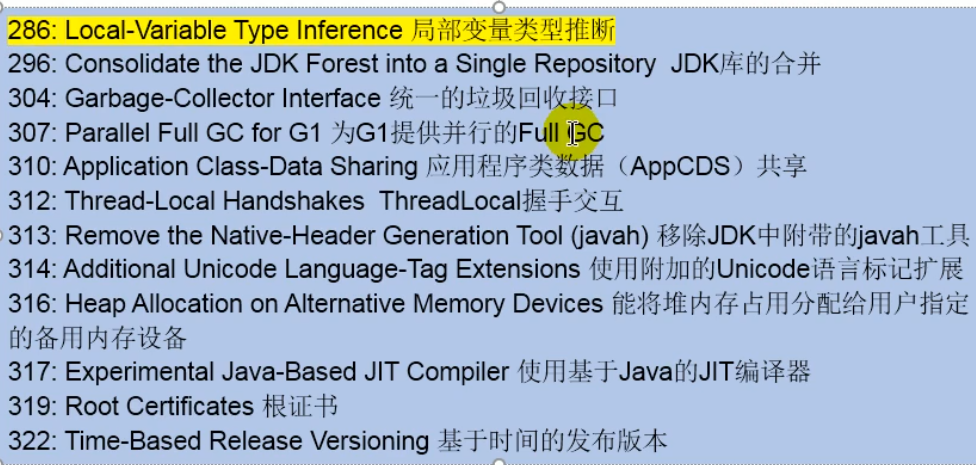 286: Local-Variable Type Inference 局部变量类型推断
296: Consolidate the JDK Forest into a Single Repository  JDK库的合并
304: Garbage-Collector Interface 统一的垃圾回收接口
307: Parallel Full GC for G1 为G1提供并行的Full GC
310: Application Class-Data Sharing 应用程序类数据（AppCDS）共享
312: Thread-Local Handshakes  ThreadLocal握手交互
313: Remove the Native-Header Generation Tool (javah) 移除JDK中附带的javah工具
314: Additional Unicode Language-Tag Extensions 使用附加的Unicode语言标记扩展
316: Heap Allocation on Alternative Memory Devices 能将堆内存占用分配给用户指定
的备用内存设备
317: Experimental Java-Based JIT Compiler 使用基于Java的JIT编译器
319: Root Certificates 根证书
322: Time-Based Release Versioning 基于时间的发布版本